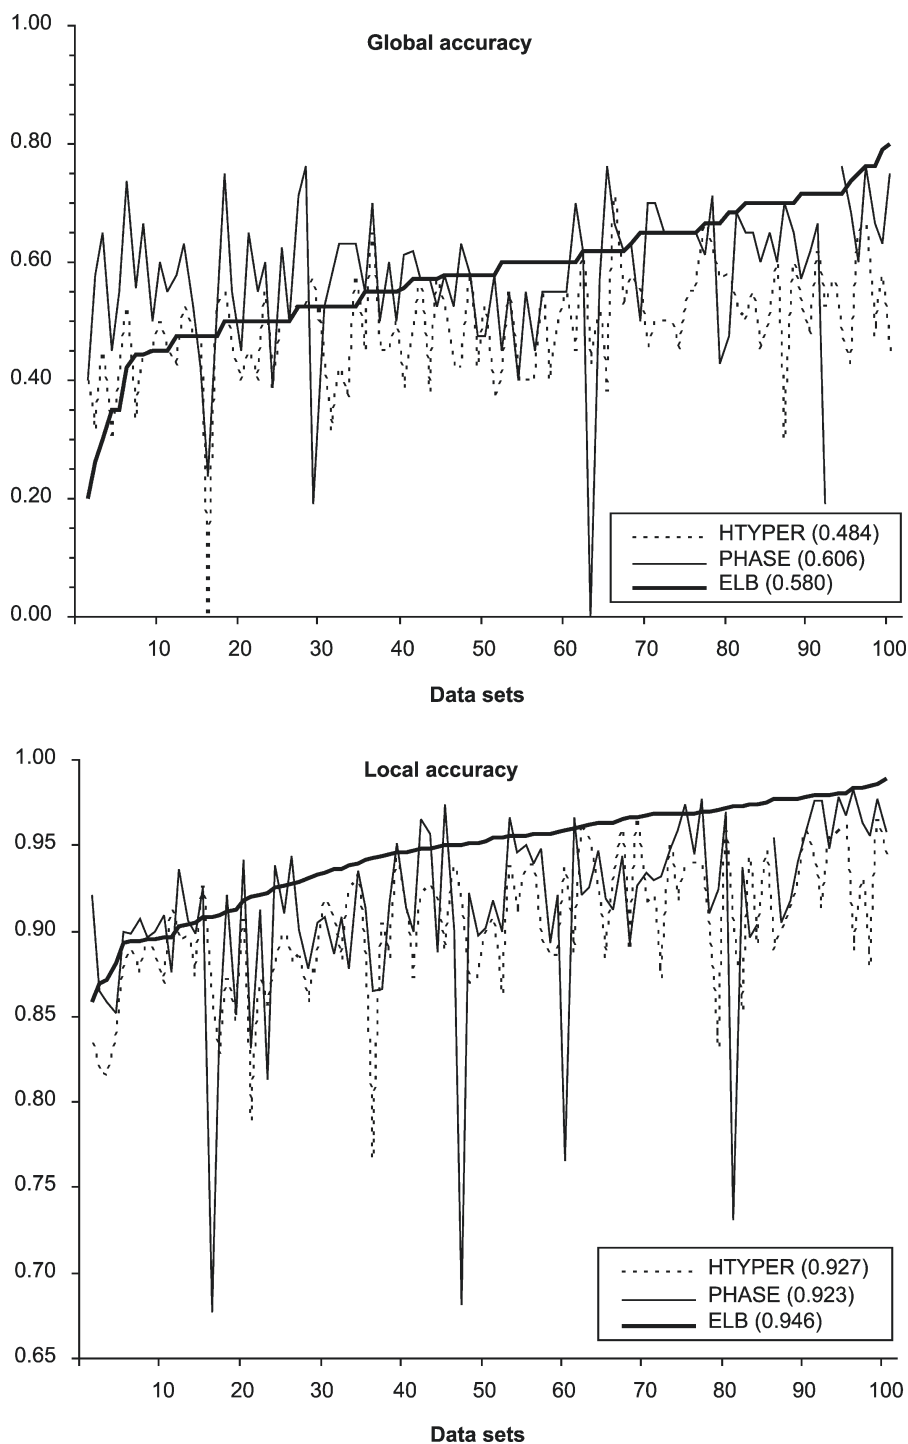 1.00
Global accuracy
0.80
0.60
0.40
0.20
HTYPER (0.484)
PHASE (0.606)
ELB (0.580)
0.00
10 20 30 40 50 60 70 80 90 100
Data sets
1.00
Local accuracy
0.95
0.90
0.85
0.80
0.75
0.70
HTYPER (0.927)
PHASE (0.923)
ELB (0.946)
0.65
10 20 30 40 50 60 70 80 90 100
Data sets